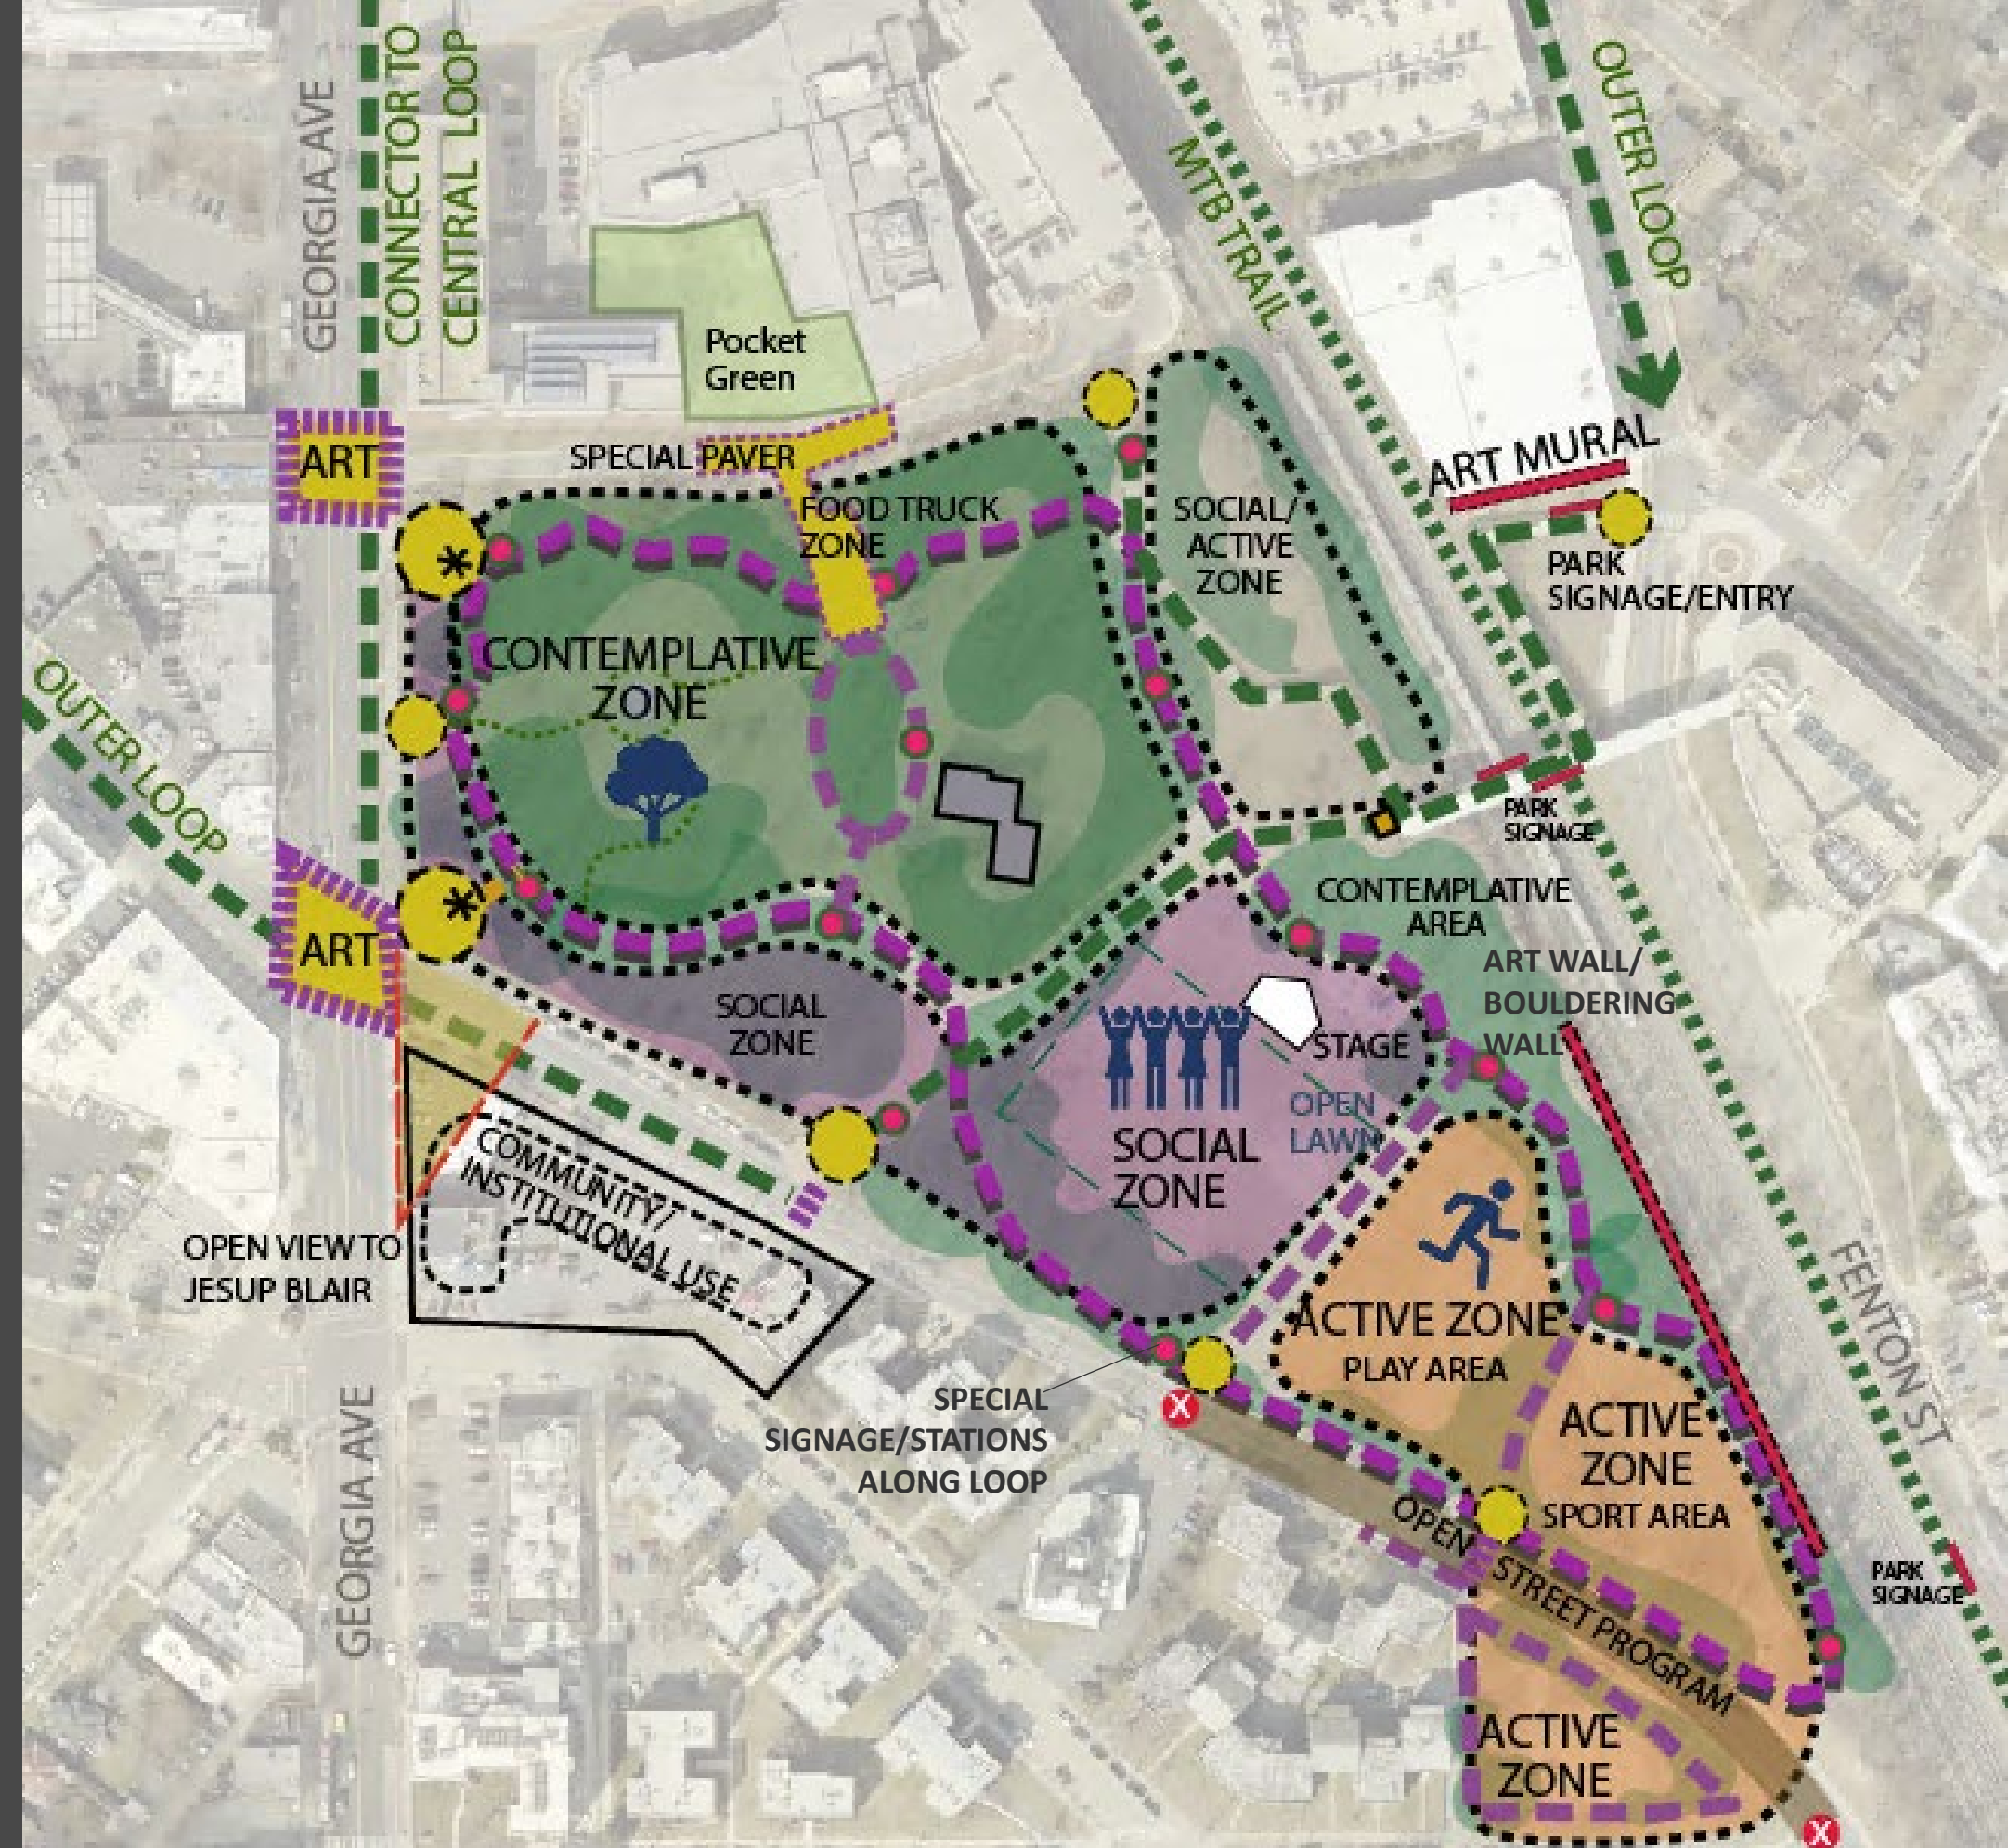 GEORGIA AVE
CONNECTOR TO
CENTRAL LOOP
OUTER LOOP
MTB TRAIL
Pocket
Green
ART
SPECIAL PAVER
FOOD TRUCK
ZONE
SOCIAL/
ACTIVE
ZONE
ART MURAL
PARK
SIGNAGE/ENTRY
CONTEMPLATIVE
ZONE
OUTER LOOP
PARK
SIGNAGE
CONTEMPLATIVE
AREA
ART
ART WALL/
BOULDERING
WALL
SOCIAL
ZONE
STAGE
OPEN
LAWN
SOCIAL
ZONE
COMMUNITY/
INSTITUTIONAL USE
OPEN VIEW TO
JESUP BLAIR
ACTIVE ZONE
PLAY AREA
FENTON ST
SPECIAL
SIGNAGE/STATIONS
ALONG LOOP
X
ACTIVE
ZONE
SPORT AREA
GEORGIA AVE
OPEN STREET PROGRAM
PARK
SIGNAGE
ACTIVE
ZONE
X